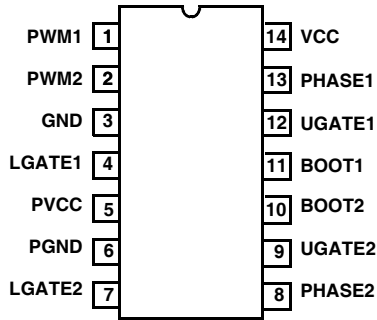 PWM1 1 14 VCC
PWM2 2 13 PHASE1
GND 3 12 UGATE1
LGATE1 4 11 BOOT1
PVCC 5 10 BOOT2
PGND 6 9 UGATE2
LGATE2 7 8 PHASE2